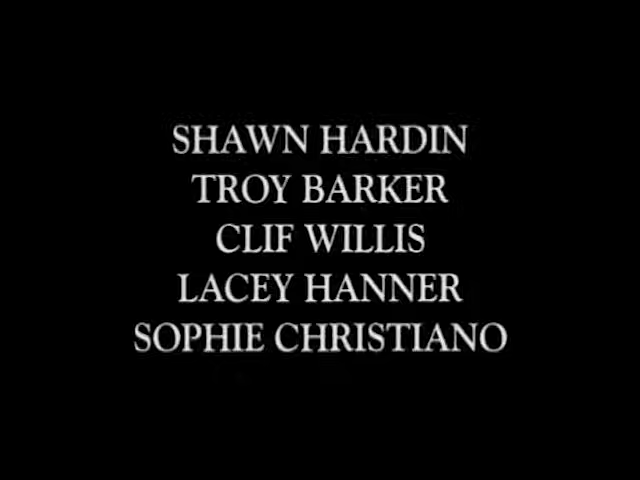 SHAWN HARDIN
TROY BARKER
CLIF WILLIS
LACEY HANNER
SOPHIE CHRISTIANO